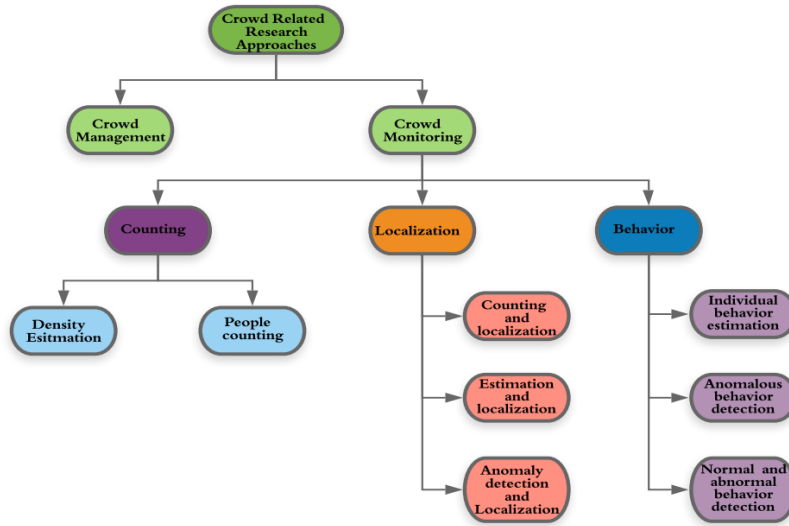 Crowd Related
Research
Approaches
Crowd
Management
Crowd
Monitoring
Counting
Localization
Behavior
Density
Esitmation
People
counting
Counting
and
localization
Estimation
and
localization
Anomaly
detection
and
Localization
Individual
behavior
estimation
Anomalous
behavior
detection
Normal and
abnormal
behavior
detection